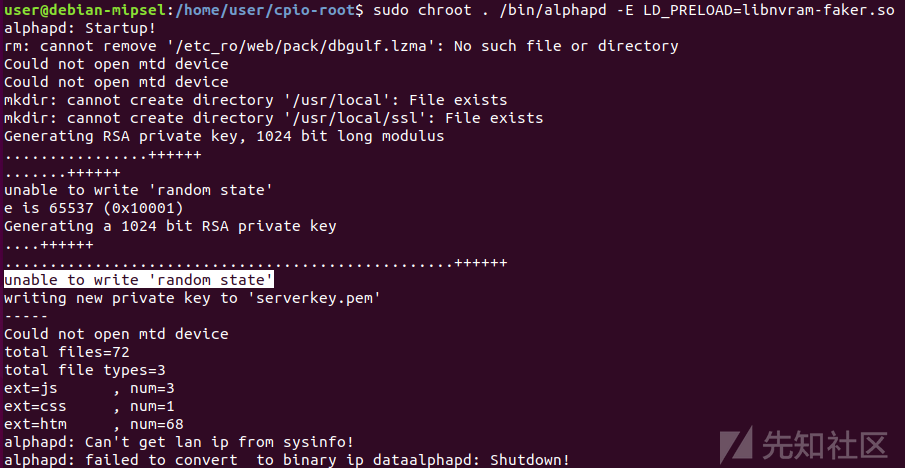 user@debian-mipsel:/home/user/cpio-root$ sudo chroot . /bin/alphapd -E LD_PRELOAD=libnvram-faker.so
alphapd: Startup!
rm: cannot remove '/etc_ro/web/pack/dbgulf.lzma': No such file or directory
Could not open mtd device
Could not open mtd device
mkdir: cannot create directory '/usr/local': File exists
mkdir: cannot create directory '/usr/local/ssl': File exists
Generating RSA private key, 1024 bit long modulus
................++++++
.......++++++
unable to write 'random state'
e is 65537 (0x10001)
Generating a 1024 bit RSA private key
....++++++
..................................................++++++
unable to write 'random state'
writing new private key to 'serverkey.pem'
-----
Could not open mtd device
total files=72
total file types=3
ext=js      , num=3
ext=css     , num=1
ext=htm     , num=68
alphapd: Can't get lan ip from sysinfo!
alphapd: failed to convert  to binary ip dataalphapd: Shutdown!
先知社区